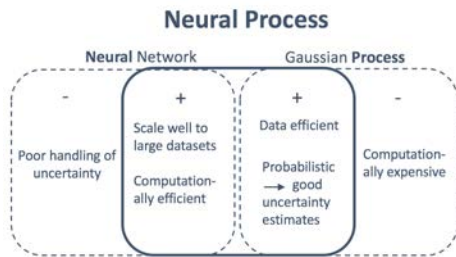 Neural Process
Neural Network
Gaussian Process
-
Poor handling of
uncertainty
+
Scale well to
large datasets
Computation-
ally efficient
+
Data efficient
Probabilistic
→ good
uncertainty
estimates
-
Computation-
ally expensive